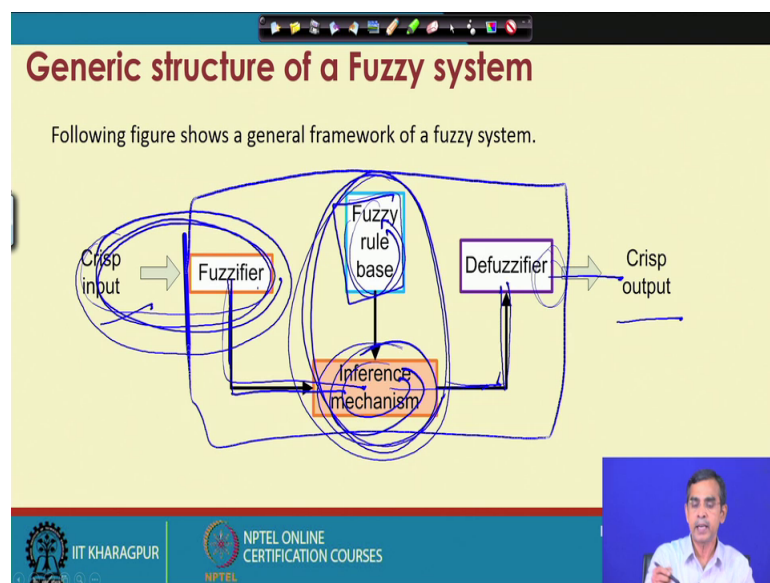 Generic structure of a Fuzzy system
Following figure shows a general framework of a fuzzy system.
Crisp
input
Fuzzifier
Fuzzy
rule
base
Inference
mechanism
Defuzzifier
Crisp
output
IIT KHARAGPUR
NPTEL
NPTEL ONLINE
CERTIFICATION COURSES